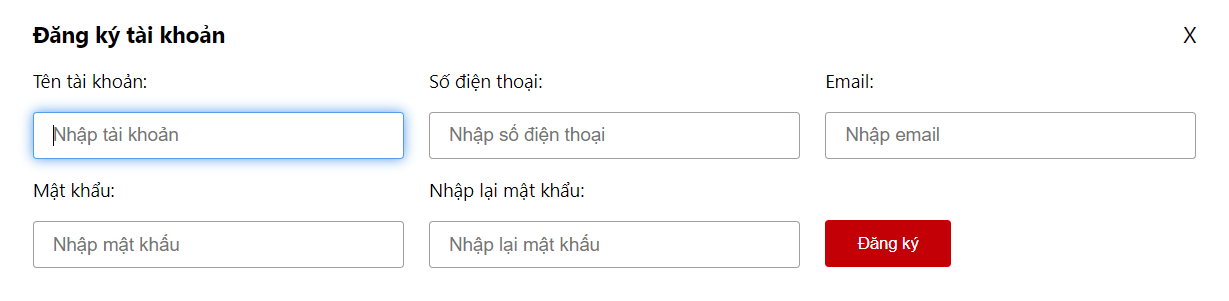 Đăng ký tài khoản X
Tên tài khoản: Số điện thoại: Email:
Nhập tài khoản Nhập số điện thoại Nhập email
Mật khẩu: Nhập lại mật khẩu:
Nhập mật khẩu Nhập lại mật khẩu Đăng ký